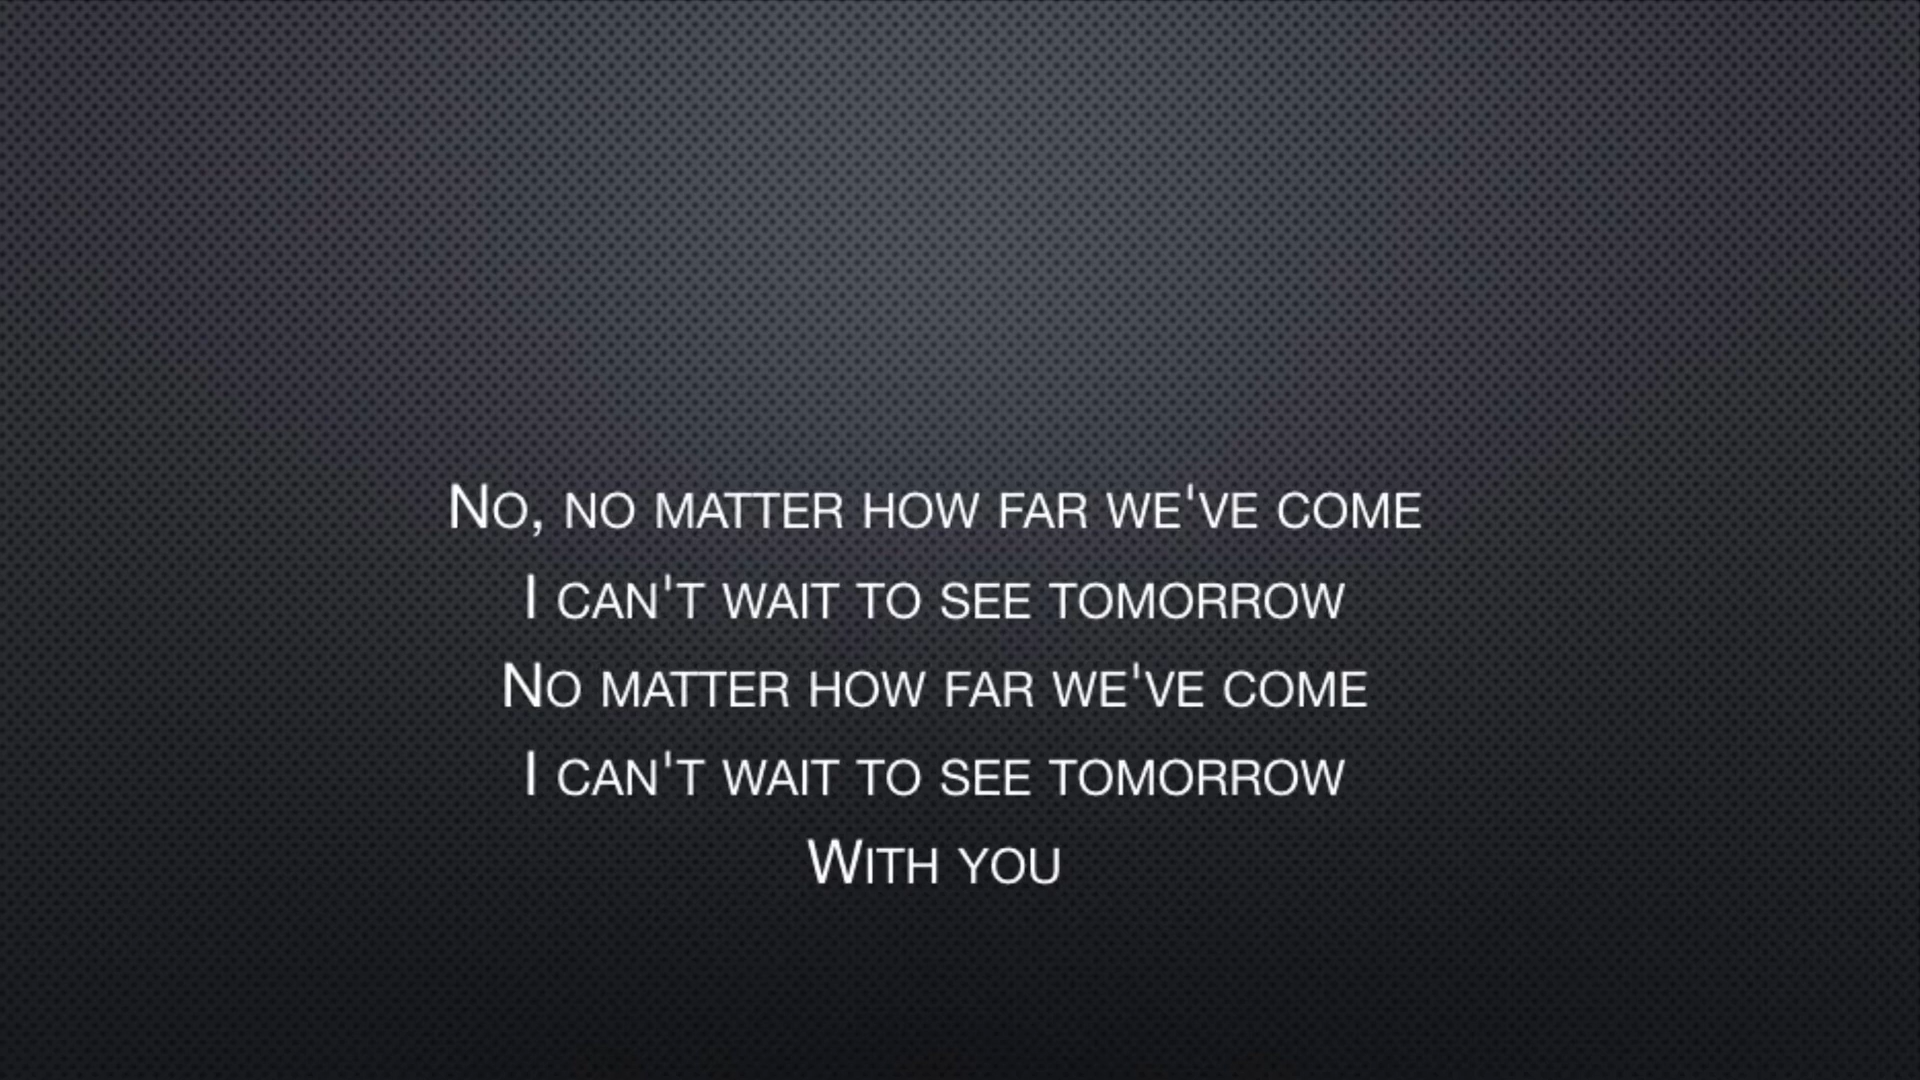 No, no matter how far we've come
I can't wait to see tomorrow
No matter how far we've come
I can't wait to see tomorrow
With you